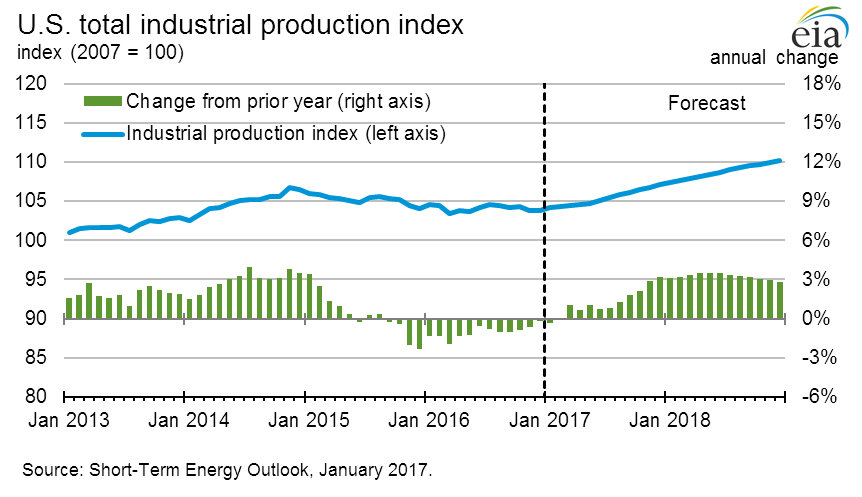 U.S. total industrial production index
index (2007 = 100)
eia
annual change
120
18%
Change from prior year (right axis)
Forecast
115
15%
Industrial production index (left axis)
110
12%
105
9%
100
6%
95
3%
90
0%
85
-3%
80
-6%
Jan 2013
Jan 2014
Jan 2015
Jan 2016
Jan 2017
Jan 2018
Source: Short-Term Energy Outlook, January 2017.